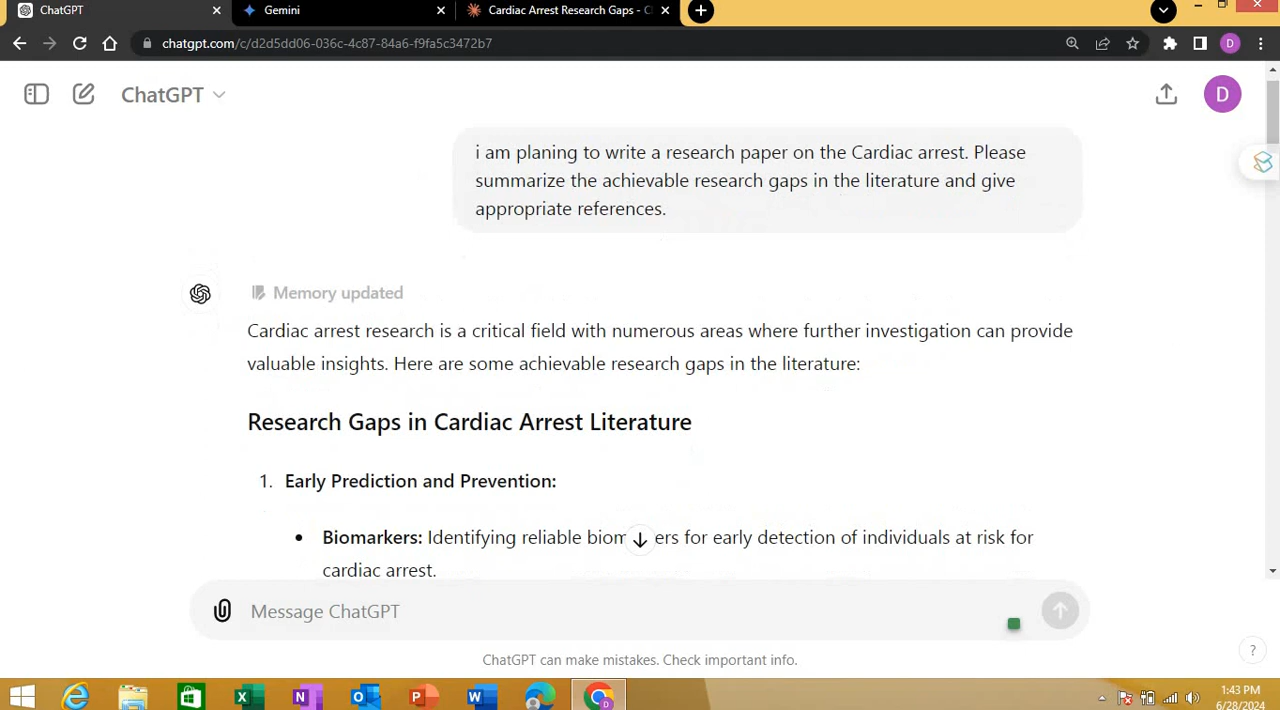 ChatGPT
Gemini
Cardiac Arrest Research Gaps -
chatgpt.com/c/d2d5dd06-036c-4c87-84a6-f9fa5c3472b7
D
ChatGPT
D
i am planing to write a research paper on the Cardiac arrest. Please
summarize the achievable research gaps in the literature and give
appropriate references.
Memory updated
Cardiac arrest research is a critical field with numerous areas where further investigation can provide
valuable insights. Here are some achievable research gaps in the literature:
Research Gaps in Cardiac Arrest Literature
1. Early Prediction and Prevention:
• Biomarkers: Identifying reliable biom ers for early detection of individuals at risk for
cardiac arrest.
Message ChatGPT
ChatGPT can make mistakes. Check important info.
?
1:43 PM
6/28/2024